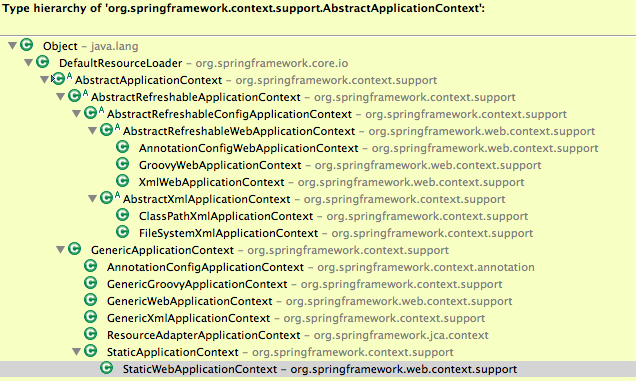 Type hierarchy of 'org.springframework.context.support.AbstractApplicationContext':
Object – java.lang
DefaultResourceLoader – org.springframework.core.io
AbstractApplicationContext – org.springframework.context.support
AbstractRefreshableApplicationContext – org.springframework.context.support
AbstractRefreshableConfigApplicationContext – org.springframework.context.support
AbstractRefreshableWebApplicationContext – org.springframework.web.context.support
AnnotationConfigWebApplicationContext – org.springframework.web.context.support
GroovyWebApplicationContext – org.springframework.web.context.support
XmlWebApplicationContext – org.springframework.web.context.support
AbstractXmlApplicationContext – org.springframework.context.support
ClassPathXmlApplicationContext – org.springframework.context.support
FileSystemXmlApplicationContext – org.springframework.context.support
GenericApplicationContext – org.springframework.context.support
AnnotationConfigApplicationContext – org.springframework.context.annotation
GenericGroovyApplicationContext – org.springframework.context.support
GenericWebApplicationContext – org.springframework.web.context.support
GenericXmlApplicationContext – org.springframework.context.support
ResourceAdapterApplicationContext – org.springframework.jca.context
StaticApplicationContext – org.springframework.context.support
StaticWebApplicationContext – org.springframework.web.context.support